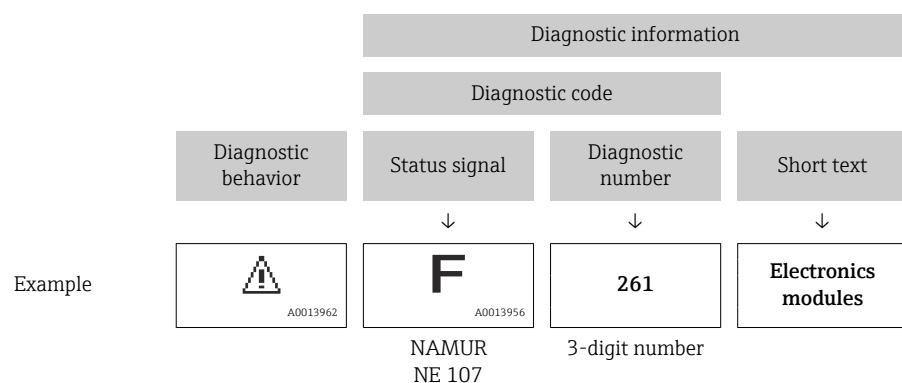 Diagnostic information
Diagnostic code
Diagnostic
behavior
Status signal
Diagnostic
number
Short text
↓ ↓ ↓
Example
A0013962
F
A0013956
261
Electronics
modules
NAMUR
NE 107
3-digit number